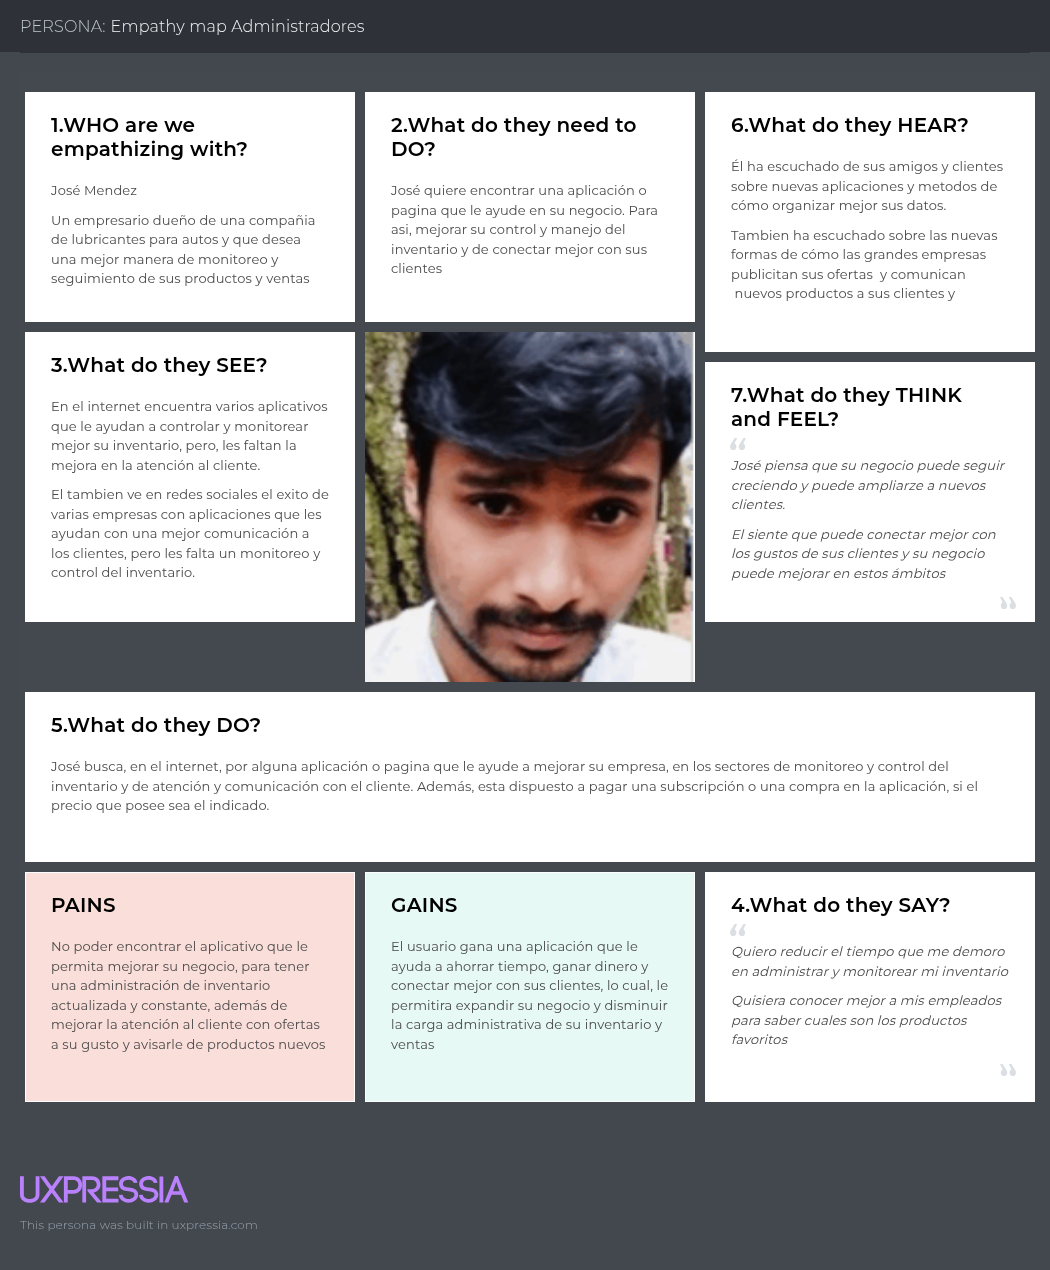 PERSONA: Empathy map Administradores
1.WHO are we
empathizing with?
José Mendez
Un empresario dueño de una compañia
de lubricantes para autos y que desea
una mejor manera de monitoreo y
seguimiento de sus productos y ventas
2.What do they need to
DO?
José quiere encontrar una aplicación o
pagina que le ayude en su negocio. Para
asi, mejorar su control y manejo del
inventario y de conectar mejor con sus
clientes
6.What do they HEAR?
Él ha escuchado de sus amigos y clientes
sobre nuevas aplicaciones y metodos de
cómo organizar mejor sus datos.
Tambien ha escuchado sobre las nuevas
formas de cómo las grandes empresas
publicitan sus ofertas  y comunican
nuevos productos a sus clientes y
3.What do they SEE?
En el internet encuentra varios aplicativos
que le ayudan a controlar y monitorear
mejor su inventario, pero, les faltan la
mejora en la atención al cliente.
El tambien ve en redes sociales el exito de
varias empresas con aplicaciones que les
ayudan con una mejor comunicación a
los clientes, pero les falta un monitoreo y
control del inventario.
7.What do they THINK
and FEEL?
“
José piensa que su negocio puede seguir
creciendo y puede ampliarze a nuevos
clientes.
El siente que puede conectar mejor con
los gustos de sus clientes y su negocio
puede mejorar en estos ámbitos
”
5.What do they DO?
José busca, en el internet, por alguna aplicación o pagina que le ayude a mejorar su empresa, en los sectores de monitoreo y control del
inventario y de atención y comunicación con el cliente. Además, esta dispuesto a pagar una subscripción o una compra en la aplicación, si el
precio que posee sea el indicado.
PAINS
No poder encontrar el aplicativo que le
permita mejorar su negocio, para tener
una administración de inventario
actualizada y constante, además de
mejorar la atención al cliente con ofertas
a su gusto y avisarle de productos nuevos
GAINS
El usuario gana una aplicación que le
ayuda a ahorrar tiempo, ganar dinero y
conectar mejor con sus clientes, lo cual, le
permitira expandir su negocio y disminuir
la carga administrativa de su inventario y
ventas
4.What do they SAY?
“
Quiero reducir el tiempo que me demoro
en administrar y monitorear mi inventario
Quisiera conocer mejor a mis empleados
para saber cuales son los productos
favoritos
”
UXPRESSIA
This persona was built in uxpressia.com